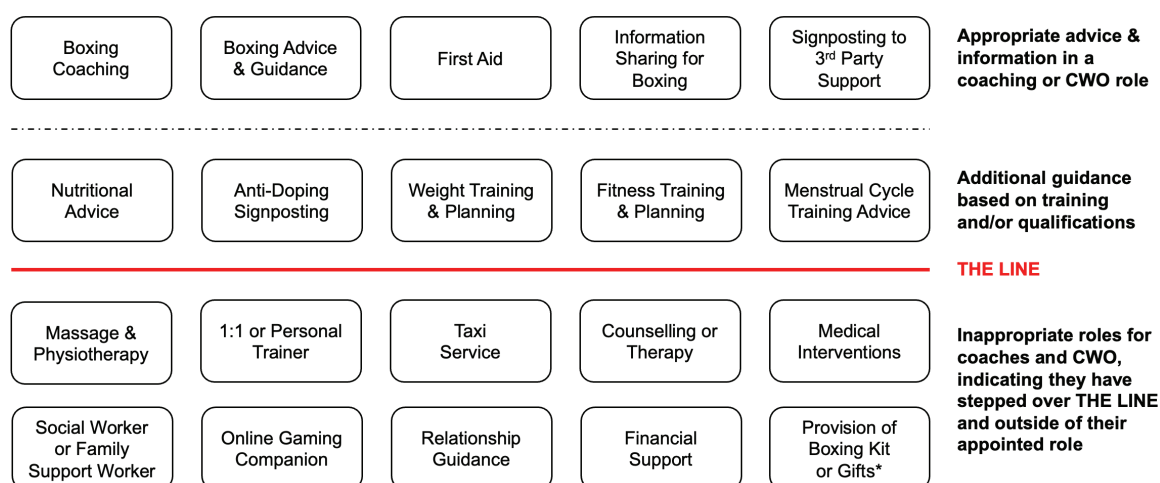 Boxing
Coaching
Boxing Advice
& Guidance
First Aid
Information
Sharing for
Boxing
Signposting to
3rd Party
Support
Appropriate advice &
information in a
coaching or CWO role
Nutritional
Advice
Anti-Doping
Signposting
Weight Training
& Planning
Fitness Training
& Planning
Menstrual Cycle
Training Advice
Additional guidance
based on training
and/or qualifications
THE LINE
Massage &
Physiotherapy
1:1 or Personal
Trainer
Taxi
Service
Counselling or
Therapy
Medical
Interventions
Inappropriate roles for
coaches and CWO,
indicating they have
stepped over THE LINE
and outside of their
appointed role
Social Worker
or Family
Support Worker
Online Gaming
Companion
Relationship
Guidance
Financial
Support
Provision of
Boxing Kit
or Gifts*